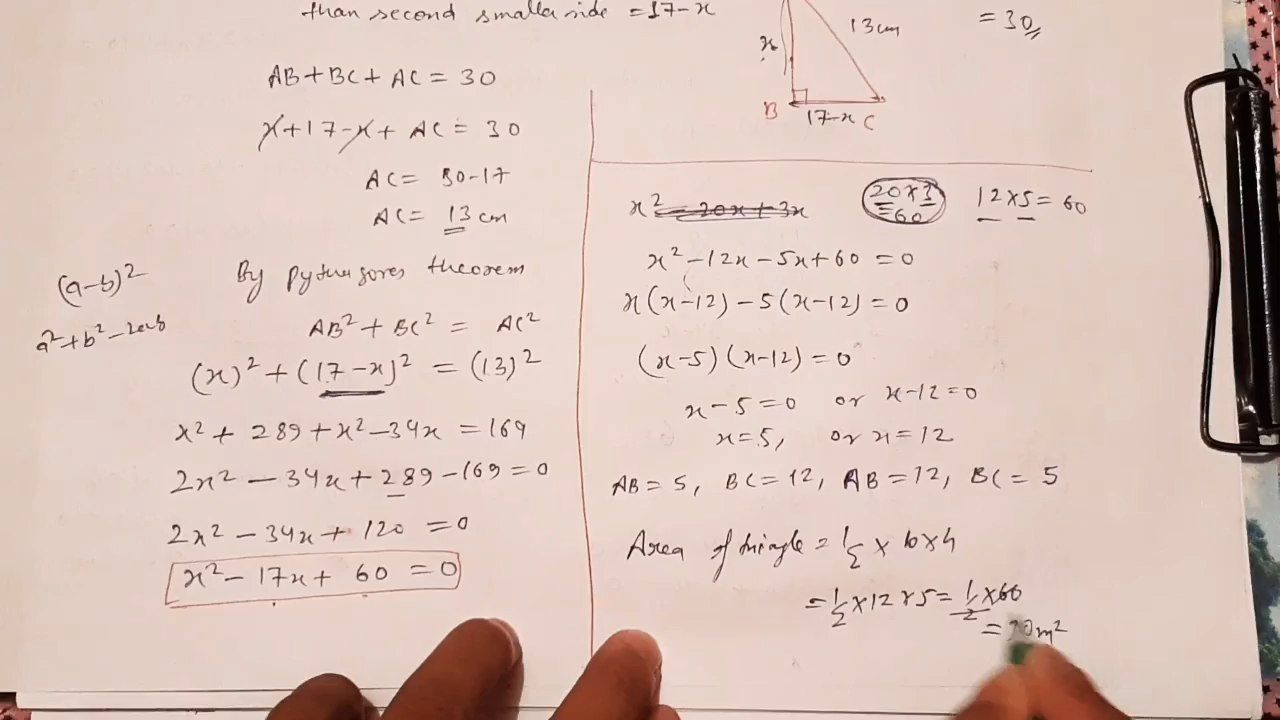 than second smaller side = 17-x
AB+BC+AC = 30
x+17-x+ AC = 30
AC = 30-17
AC = 13 cm
(a-b)²
a²+b²-2ab
By pythagores theorem
AB² + BC² = AC²
(x)² + (17-x)² = (13)²
x² + 289 + x² - 34x = 169
2x² - 34x + 289 - 169 = 0
2x² - 34x + 120 = 0
x² - 17x + 60 = 0
x
13cm
B
17-x C
= 30
x² - 20x + 3x
20x3
=60
12x5 = 60
x² - 12x - 5x + 60 = 0
x(x-12) - 5(x-12) = 0
(x-5)(x-12) = 0
x-5 = 0 or x-12 = 0
x = 5, or x = 12
AB = 5, BC = 12, AB = 12, BC = 5
Area of triangle = 1/2 x b x h
= 1/2 x 12 x 5 = 1/2 x 60
= 30m²